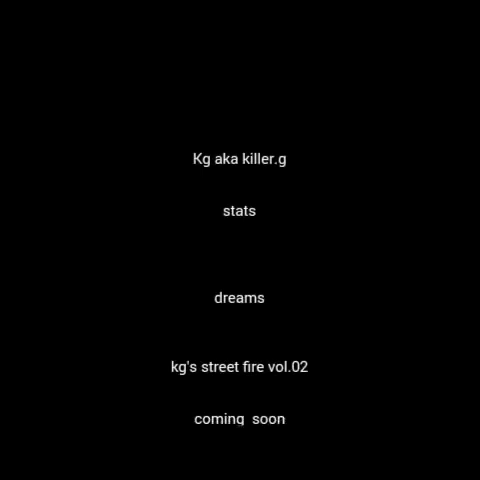 Kg aka killer.g
stats
dreams
kg's street fire vol.02
coming  soon